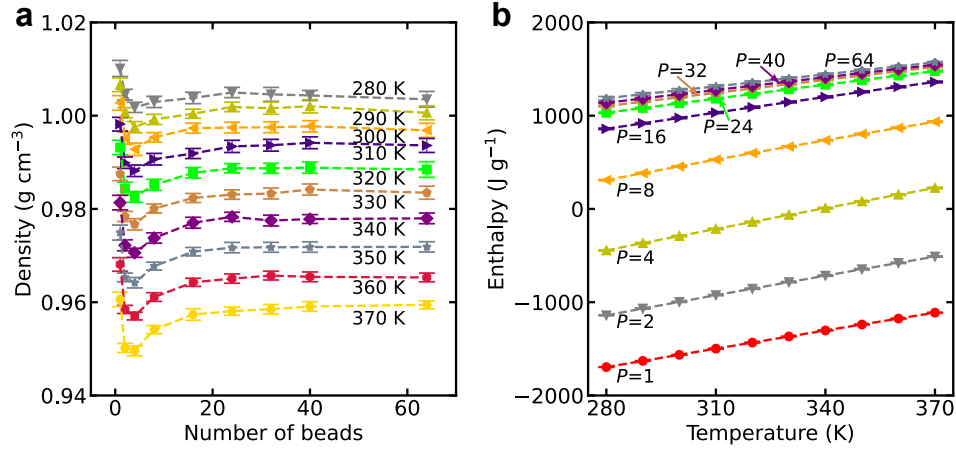 a
1.02
1.00
0.98
0.96
0.94
Density (g cm⁻³)
280 K
290 K
300 K
310 K
320 K
330 K
340 K
350 K
360 K
370 K
0
20
40
60
Number of beads
b
2000
1000
0
−1000
−2000
Enthalpy (J g⁻¹)
P=40
P=64
P=32
P=24
P=16
P=8
P=4
P=2
P=1
280
310
340
370
Temperature (K)